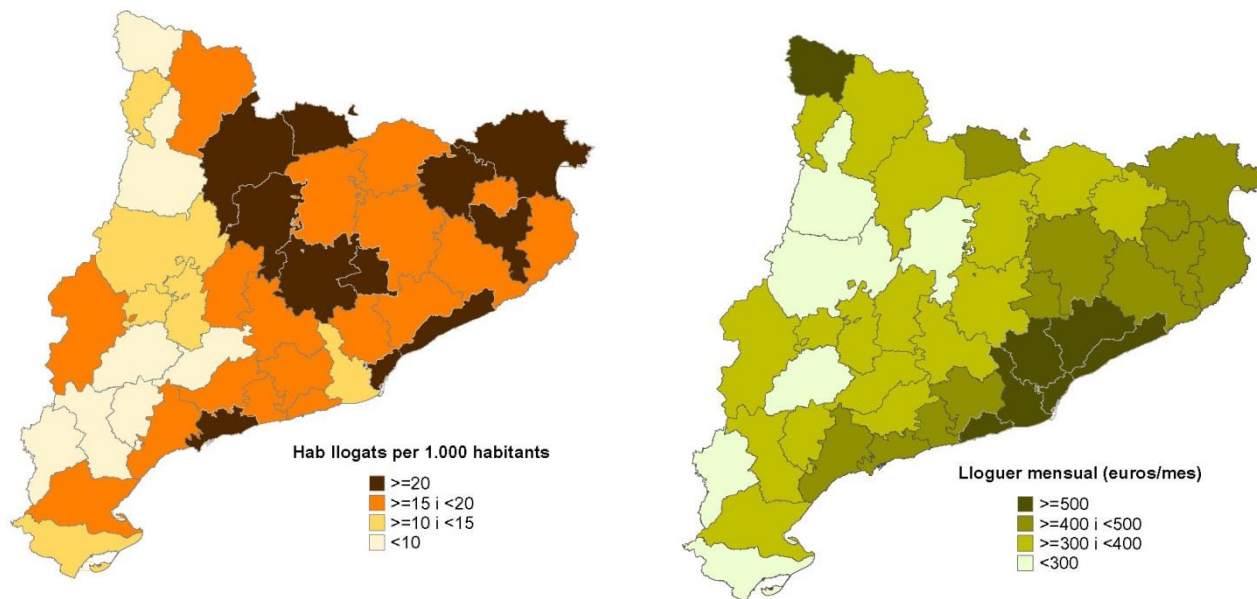 Hab llogats per 1.000 habitants
>=20
>=15 i <20
>=10 i <15
<10
Lloguer mensual (euros/mes)
>=500
>=400 i <500
>=300 i <400
<300